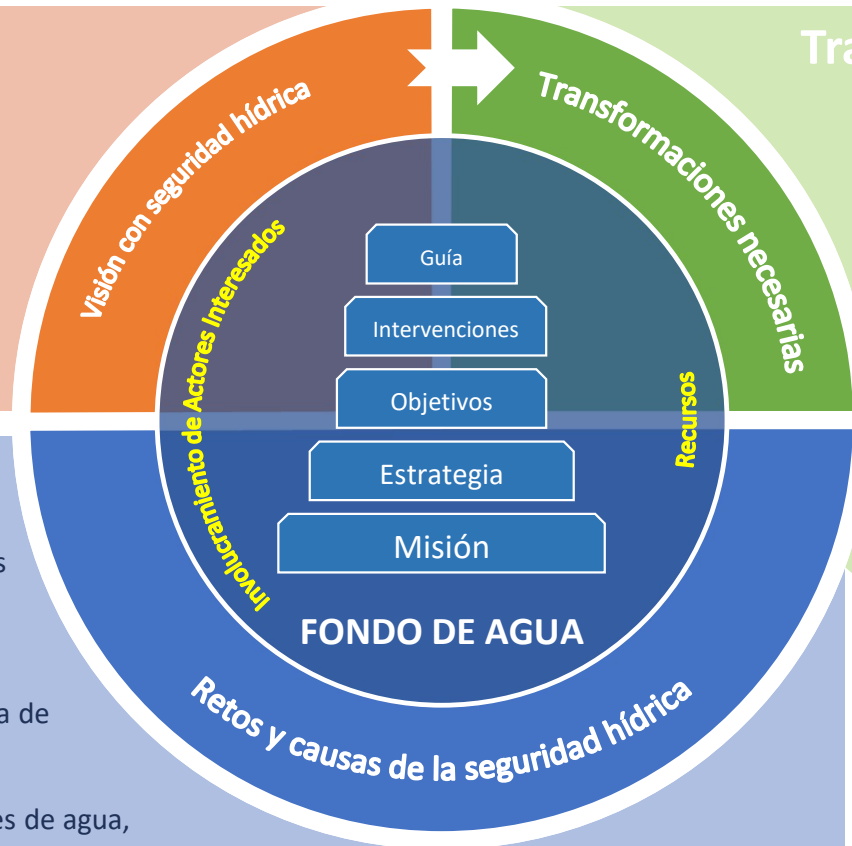 Tra
Visión con seguridad hídrica
Transformaciones necesarias
Involucramiento de Actores Interesados
Recursos
Guía
Intervenciones
Objetivos
Estrategia
Misión
FONDO DE AGUA
Retos y causas de la seguridad hídrica
s
a de
es de agua,